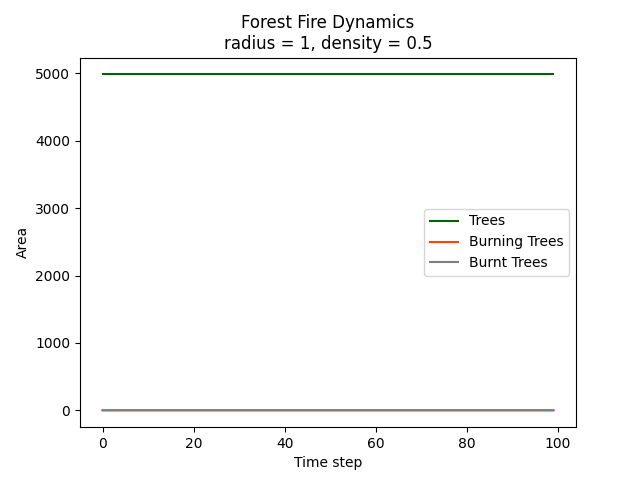 Forest Fire Dynamics
radius = 1, density = 0.5
5000
4000
3000
2000
1000
0
Area
Trees
Burning Trees
Burnt Trees
0 20 40 60 80 100
Time step